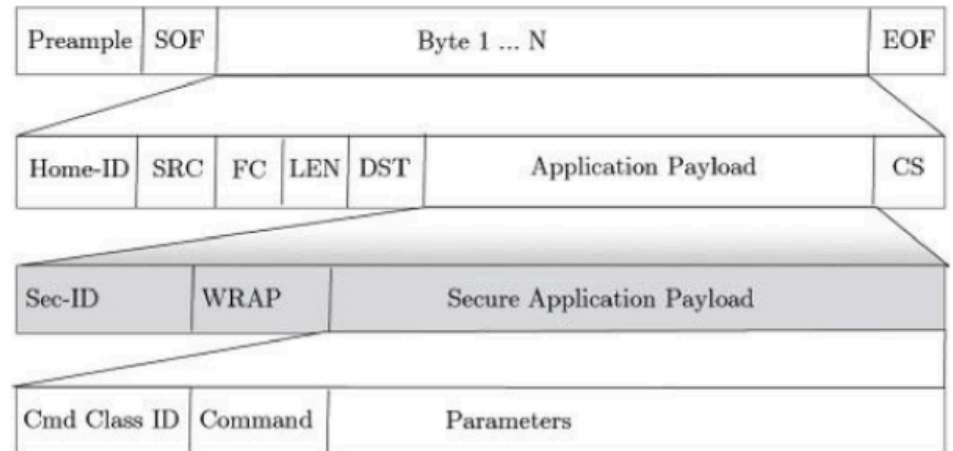 Preample SOF Byte 1 ... N EOF
Home-ID SRC FC LEN DST Application Payload CS
Sec-ID WRAP Secure Application Payload
Cmd Class ID Command Parameters